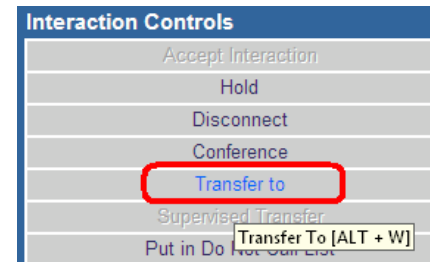 Interaction Controls
Accept Interaction
Hold
Disconnect
Conference
Transfer to
Supervised Transfer
Transfer To [ALT + W]
Put in Do Not Call List